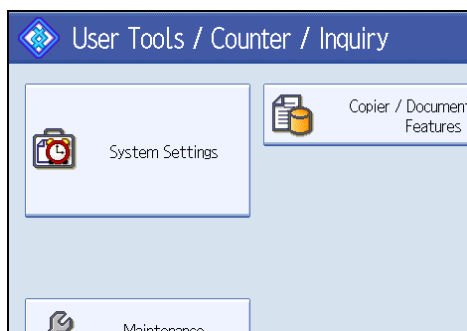 User Tools / Counter / Inquiry
System Settings
Copier / Document
Features
Maintenance